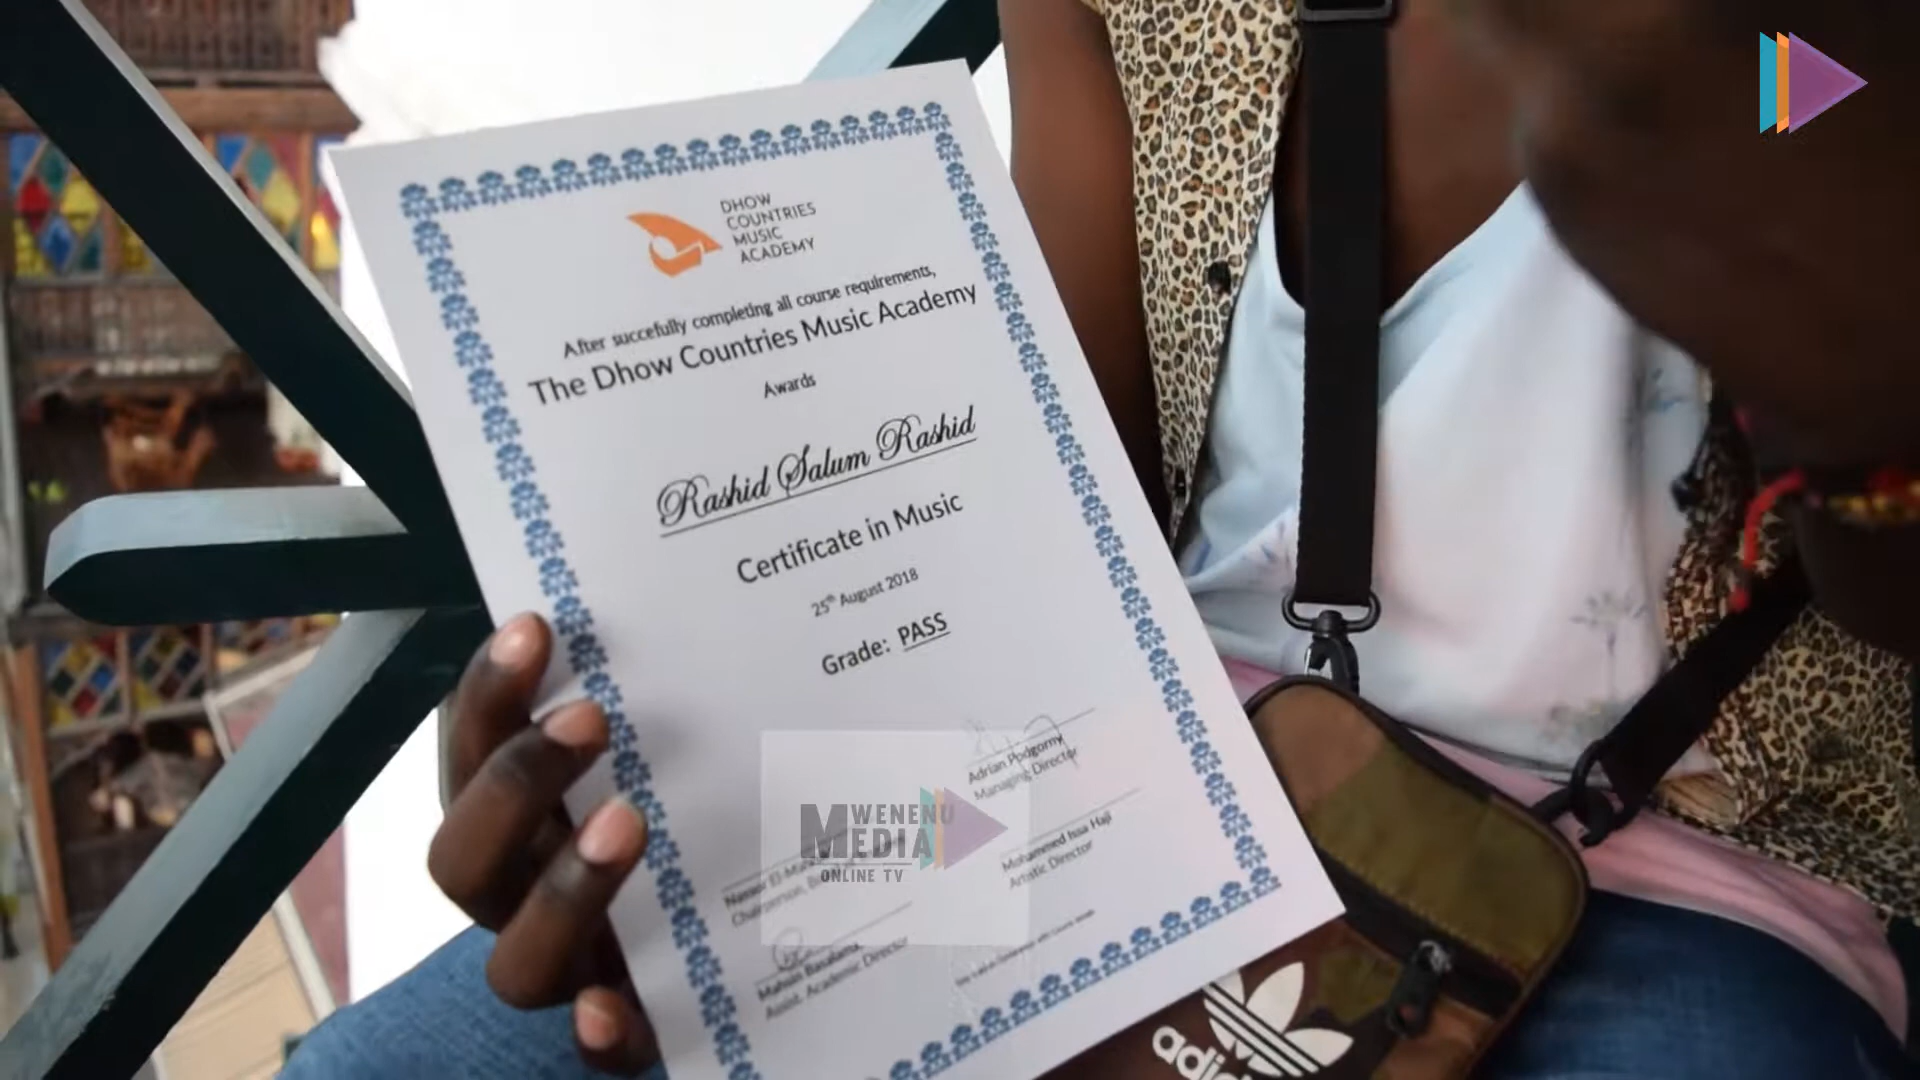 DHOW
COUNTRIES
MUSIC
ACADEMY
After succefully completing all course requirements,
The Dhow Countries Music Academy
Awards
Rashid Salum Rashid
Certificate in Music
25th August 2018
Grade: PASS
Adrian Podgorny
Managing Director
Mohammed Issa Haji
Artistic Director
Chairperson,
Assist. Academic Director
MWENENU
MEDIA
ONLINE TV